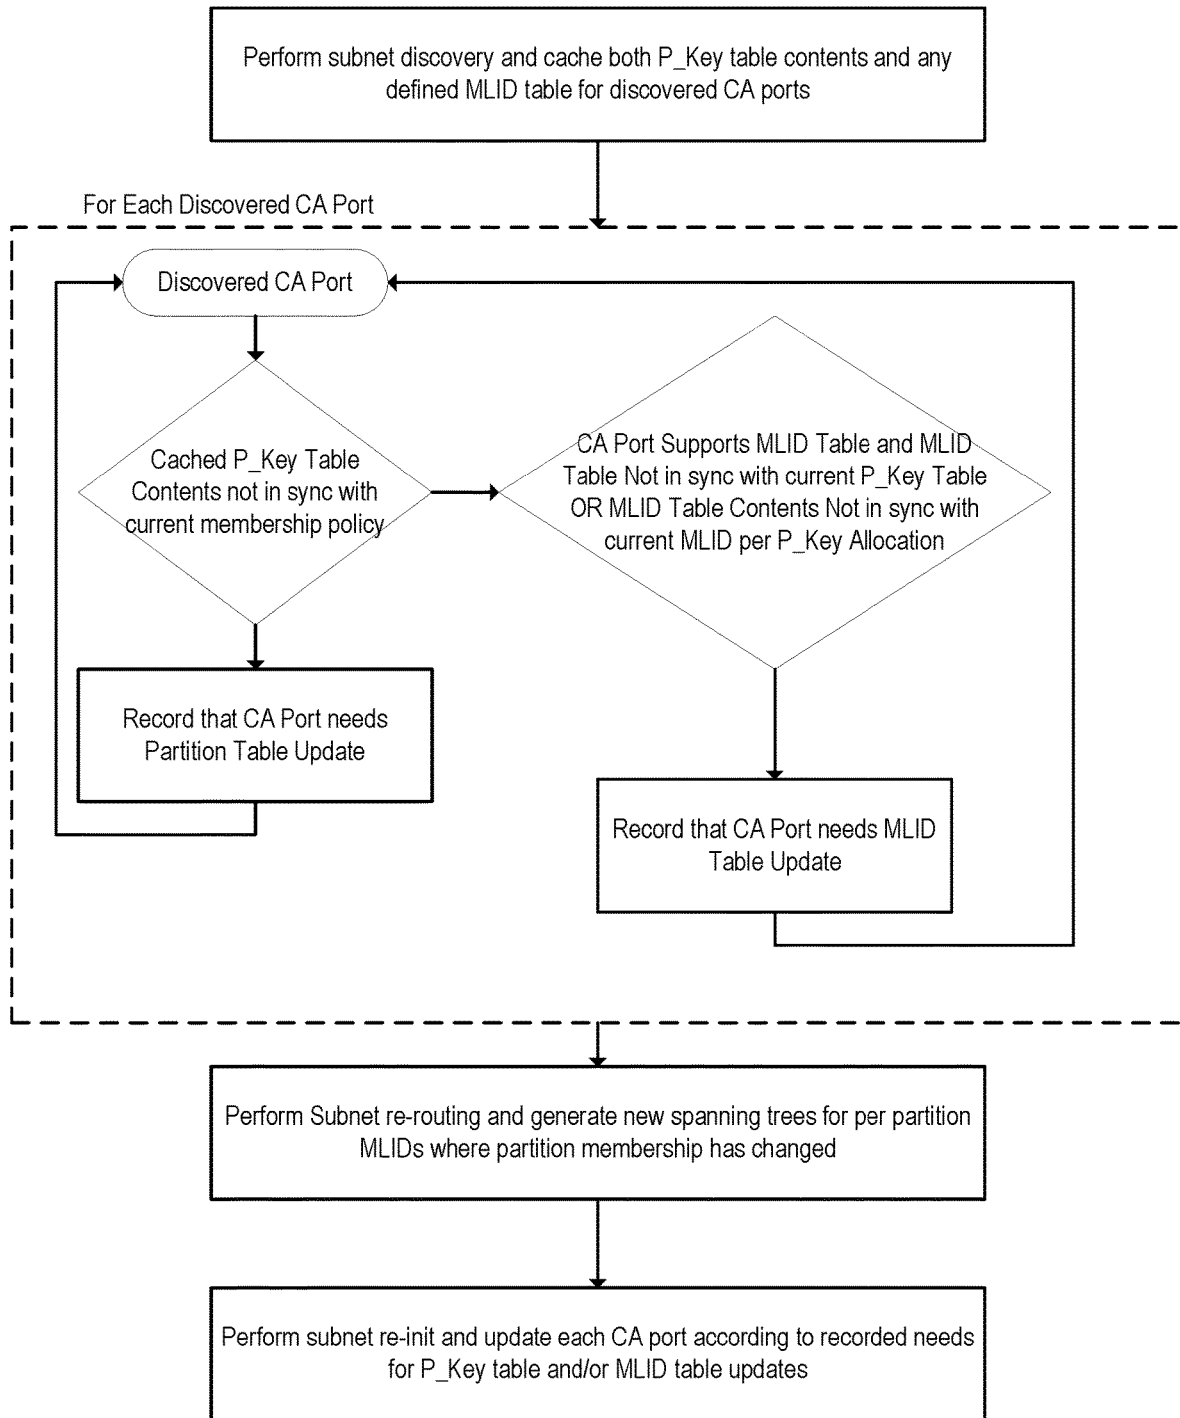 Perform subnet discovery and cache both P_Key table contents and any
defined MLID table for discovered CA ports
For Each Discovered CA Port
Discovered CA Port
Cached P_Key Table
Contents not in sync with
current membership policy
CA Port Supports MLID Table and MLID
Table Not in sync with current P_Key Table
OR MLID Table Contents Not in sync with
current MLID per P_Key Allocation
Record that CA Port needs
Partition Table Update
Record that CA Port needs MLID
Table Update
Perform Subnet re-routing and generate new spanning trees for per partition
MLIDs where partition membership has changed
Perform subnet re-init and update each CA port according to recorded needs
for P_Key table and/or MLID table updates